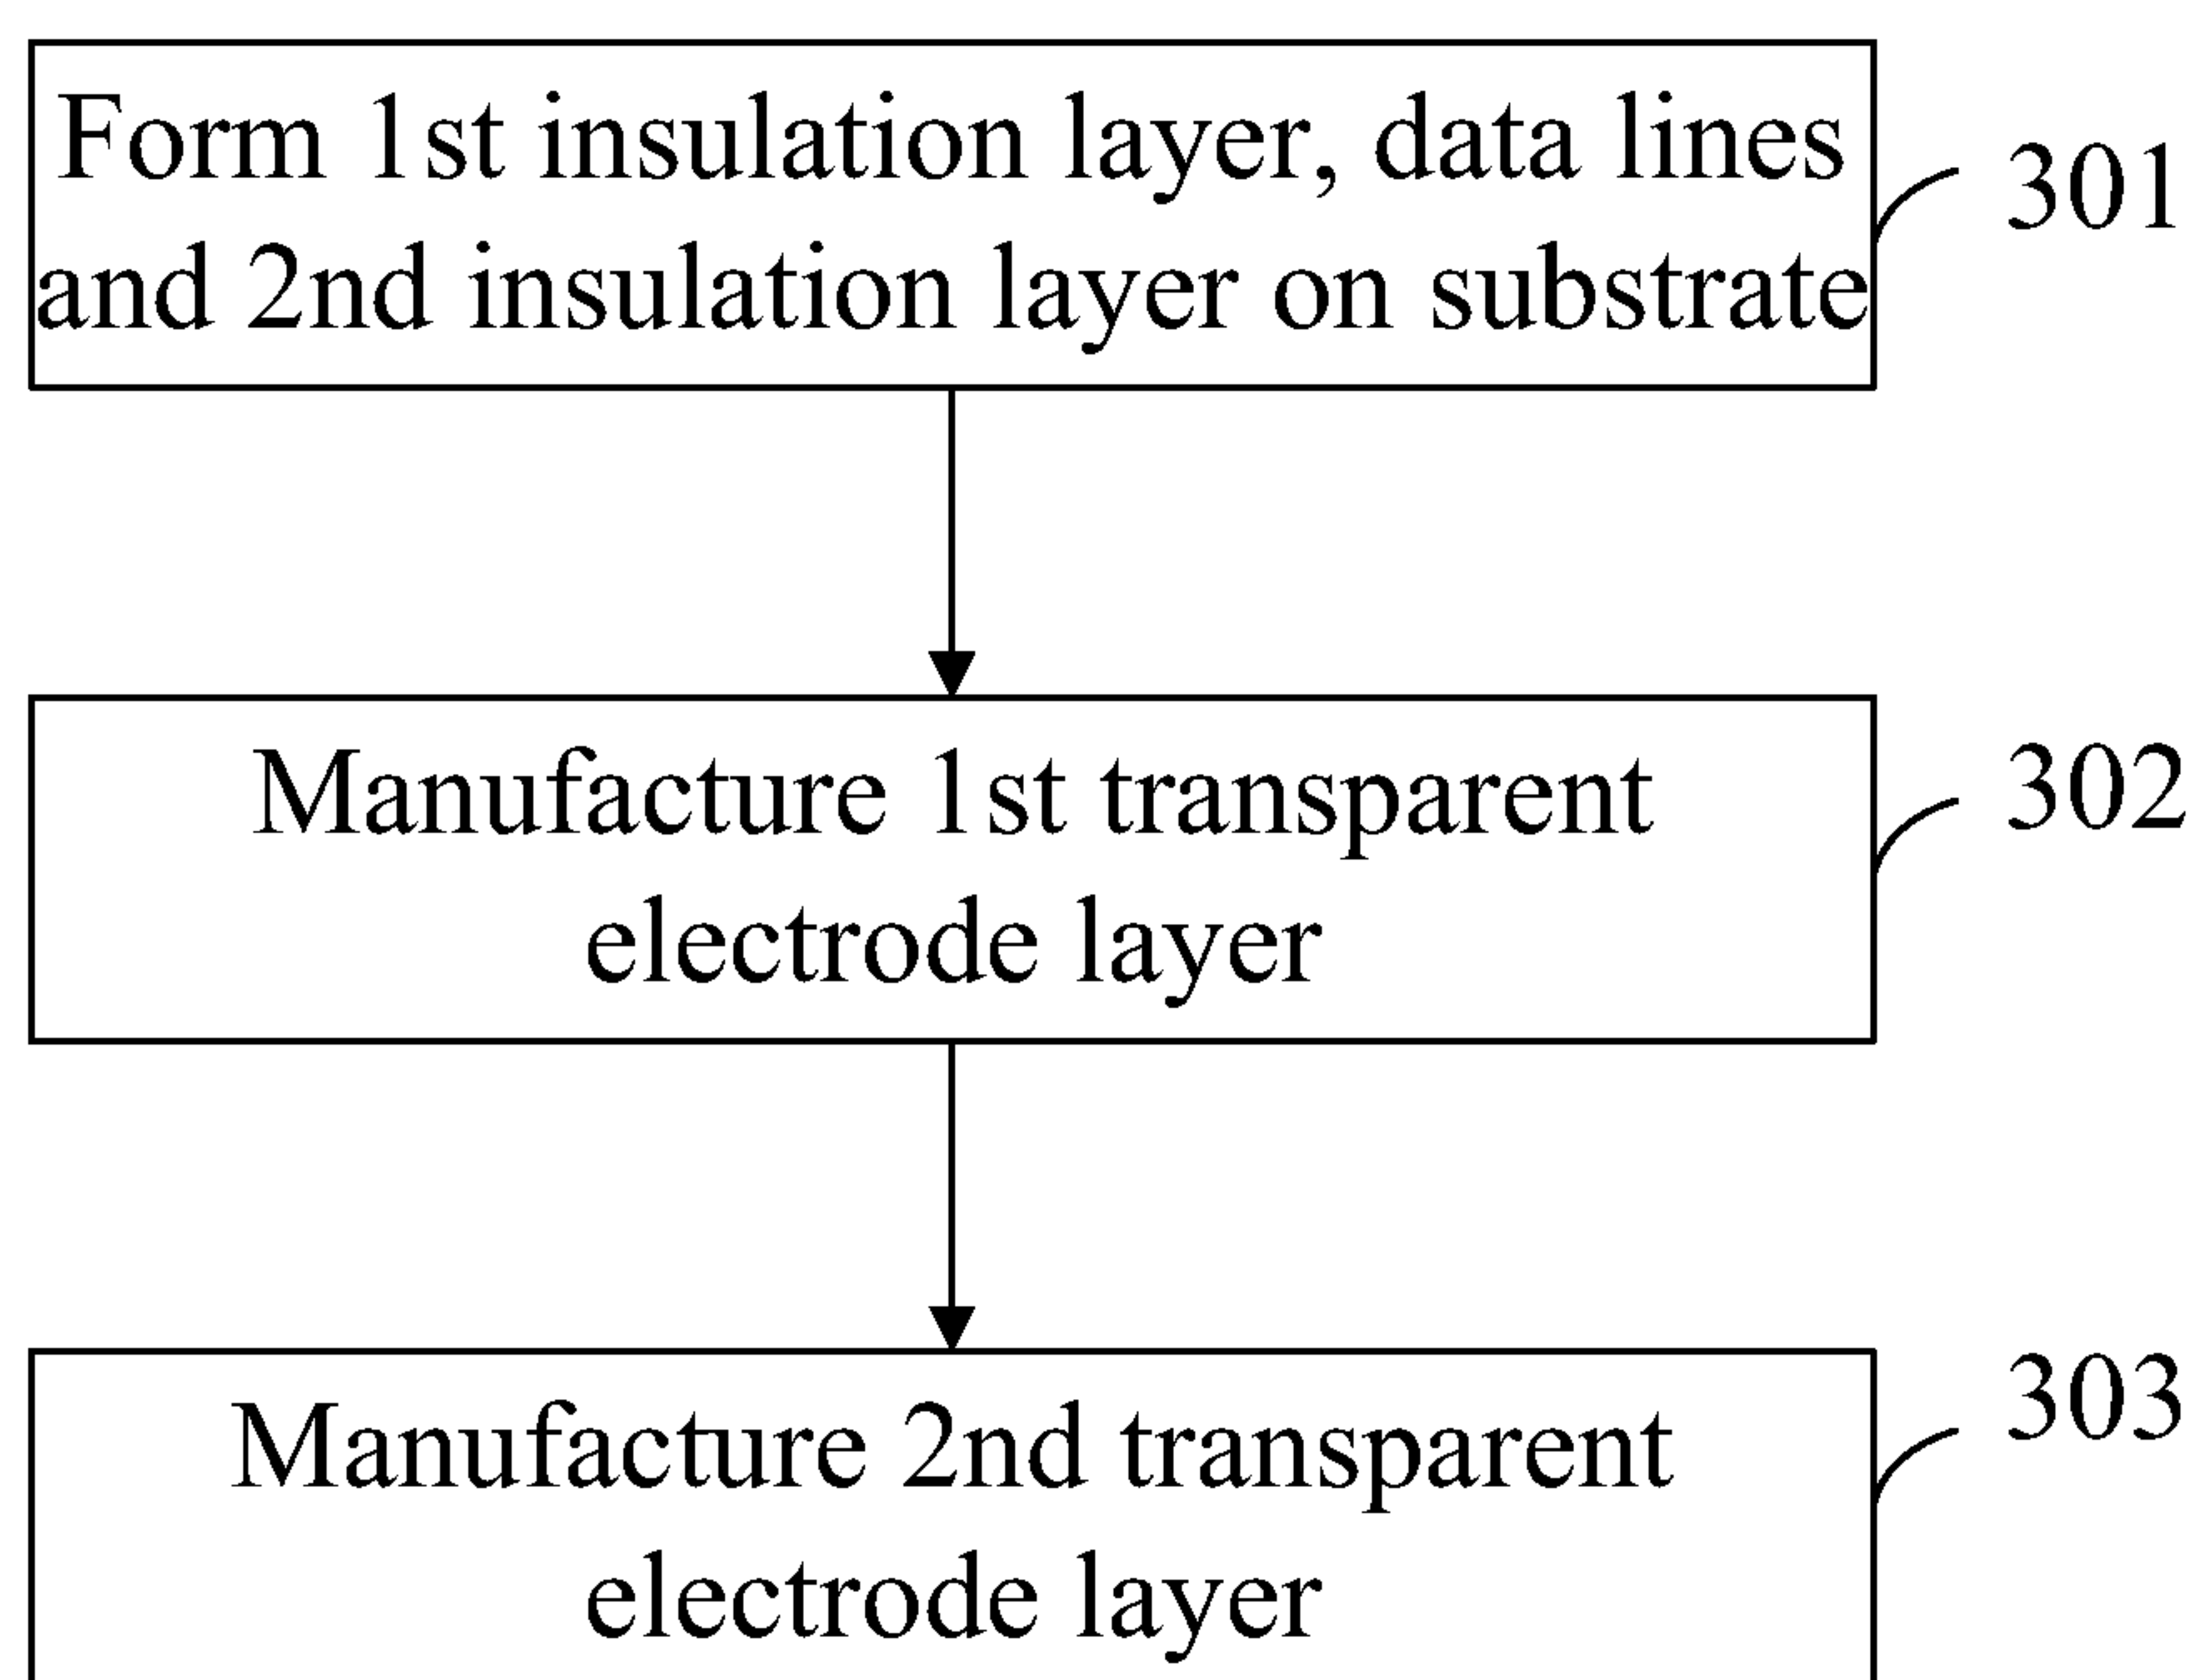 Form 1st insulation layer, data lines
and 2nd insulation layer on substrate
301
Manufacture 1st transparent
electrode layer
302
Manufacture 2nd transparent
electrode layer
303